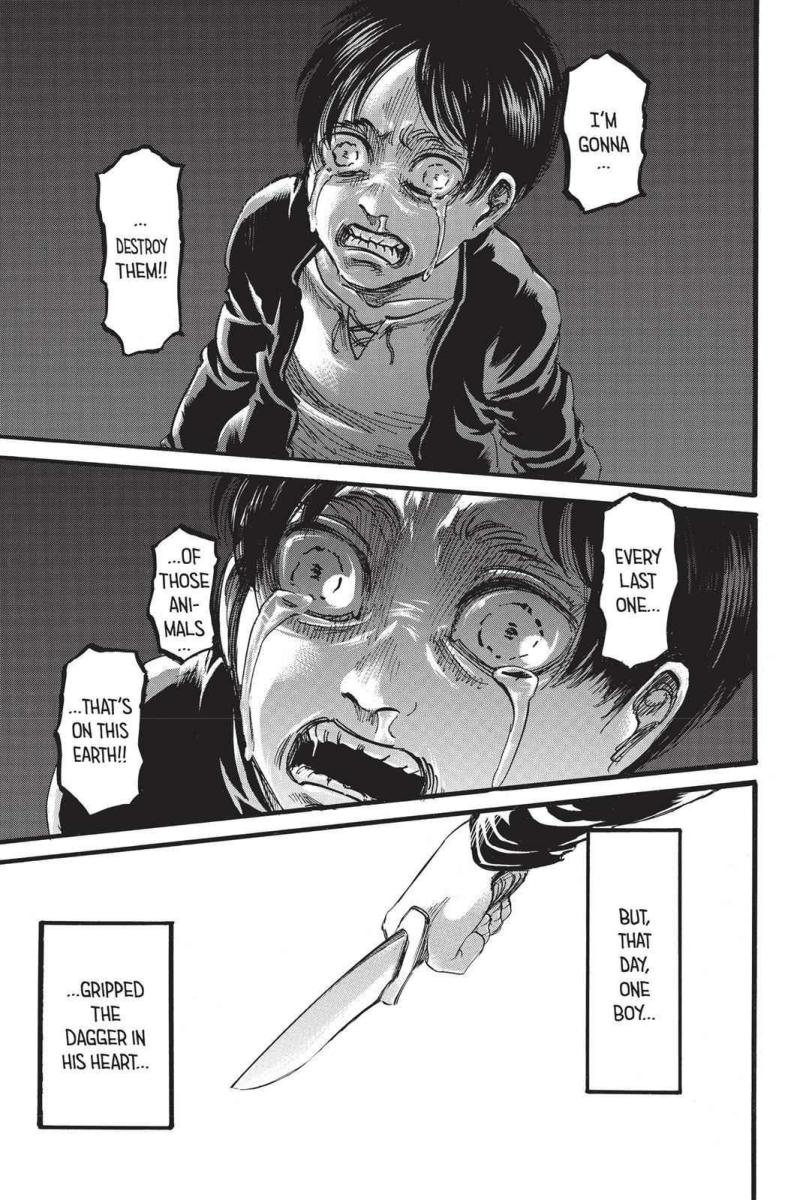 I'M
GONNA
...
...
DESTROY
THEM!!
EVERY
LAST
ONE...
...OF
THOSE
ANI-
MALS
...
...THAT'S
ON THIS
EARTH!!
BUT,
THAT
DAY,
ONE
BOY...
...GRIPPED
THE
DAGGER IN
HIS HEART...